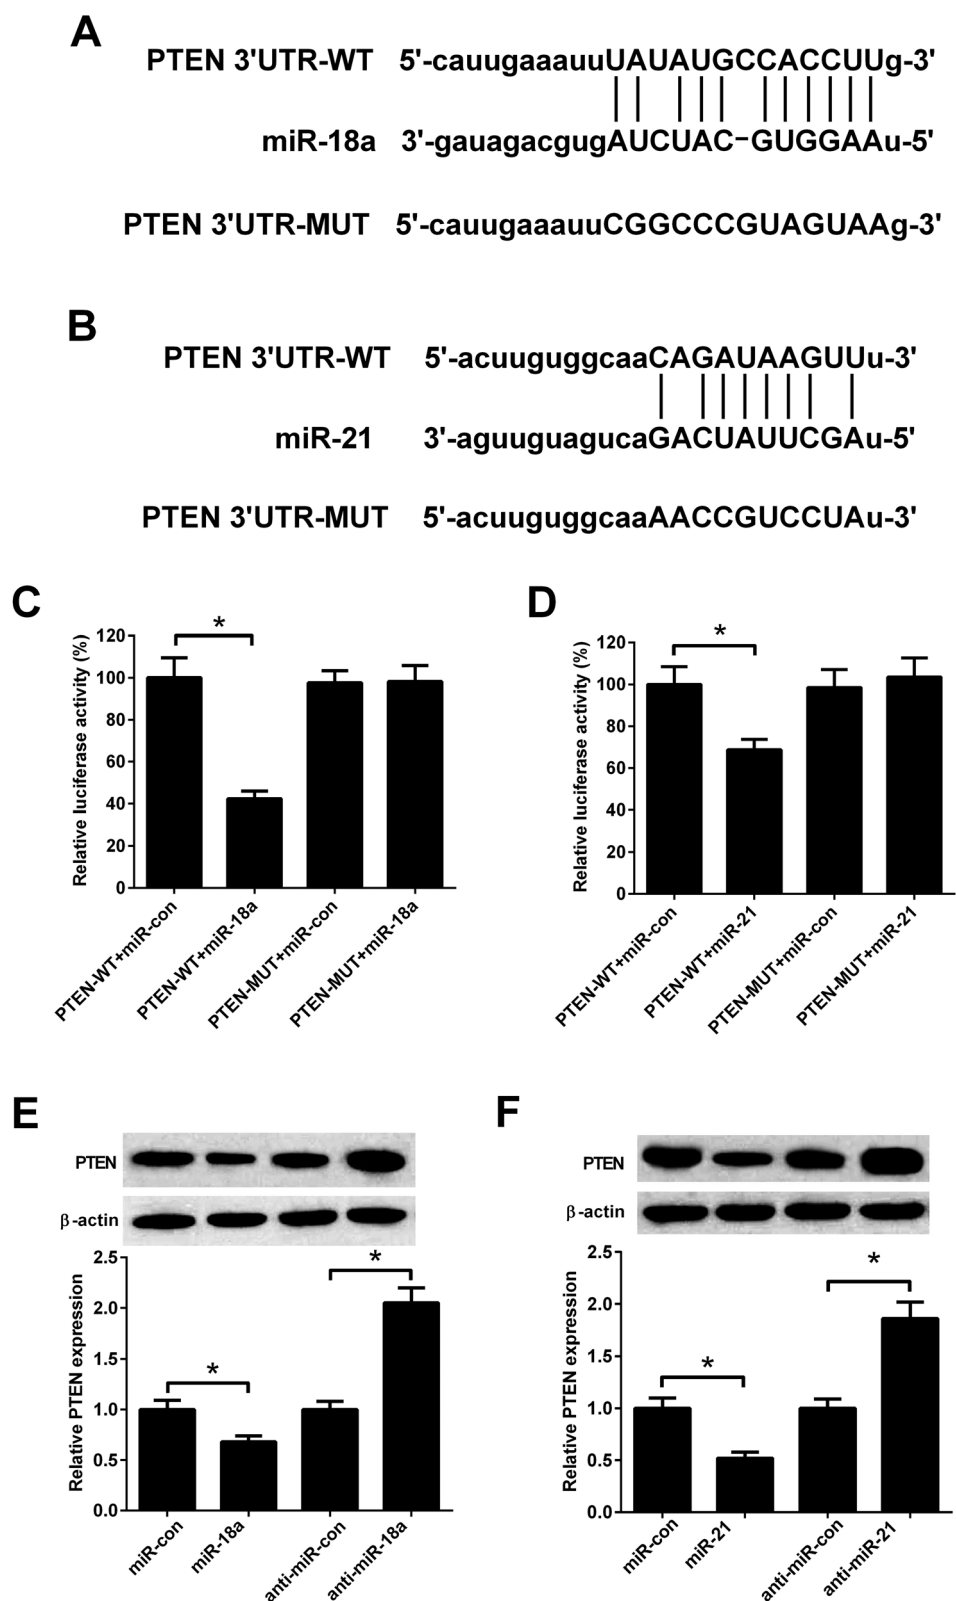 A
PTEN 3'UTR-WT 5'-cauugaaauuUAUAUGCCACCUUg-3'
miR-18a 3'-gauagacgugAUCUAC-GUGGAAu-5'
PTEN 3'UTR-MUT 5'-cauugaaauuCGGCCCGUAGUAAg-3'
B
PTEN 3'UTR-WT 5'-acuuguggcaaCAGAUAAGUUu-3'
miR-21 3'-aguuguagucaGACUAUUCGAu-5'
PTEN 3'UTR-MUT 5'-acuuguggcaaAACCGUCCUAu-3'
C
Relative luciferase activity (%)
120
100
80
60
40
20
0
*
PTEN-WT+miR-con
PTEN-WT+miR-18a
PTEN-MUT+miR-con
PTEN-MUT+miR-18a
D
Relative luciferase activity (%)
120
100
80
60
40
20
0
*
PTEN-WT+miR-con
PTEN-WT+miR-21
PTEN-MUT+miR-con
PTEN-MUT+miR-21
E
PTEN
β-actin
Relative PTEN expression
2.5
2.0
1.5
1.0
0.5
0.0
*
*
miR-con
miR-18a
anti-miR-con
anti-miR-18a
F
PTEN
β-actin
Relative PTEN expression
2.5
2.0
1.5
1.0
0.5
0.0
*
*
miR-con
miR-21
anti-miR-con
anti-miR-21